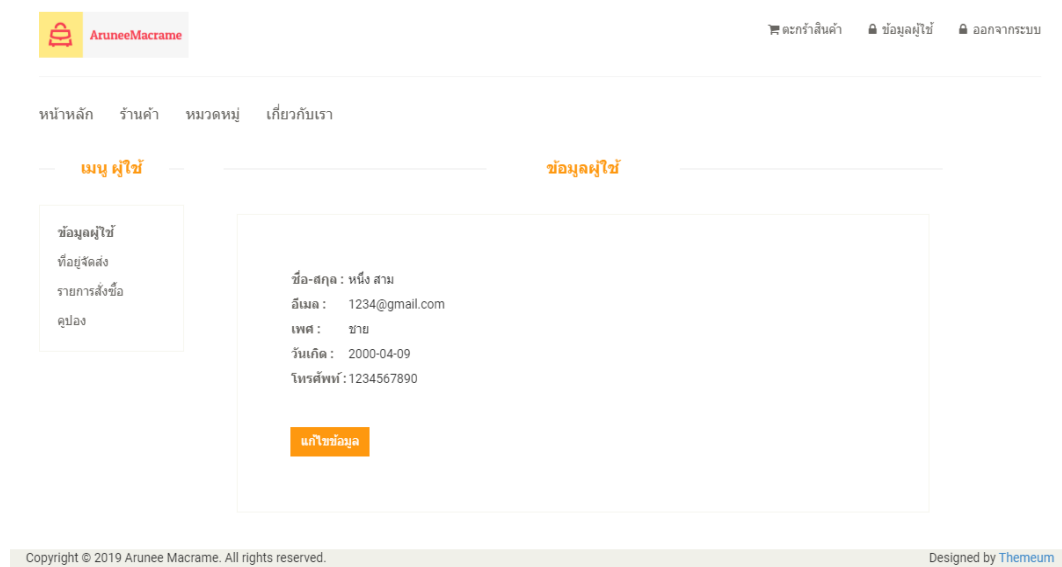 AruneeMacrame
ตะกร้าสินค้า ข้อมูลผู้ใช้ ออกจากระบบ
หน้าหลัก ร้านค้า หมวดหมู่ เกี่ยวกับเรา
เมนู ผู้ใช้
ข้อมูลผู้ใช้
ข้อมูลผู้ใช้
ที่อยู่จัดส่ง
รายการสั่งซื้อ
คูปอง
ชื่อ-สกุล : หนึ่ง สาม
อีเมล : 1234@gmail.com
เพศ : ชาย
วันเกิด : 2000-04-09
โทรศัพท์ : 1234567890
แก้ไขข้อมูล
Copyright © 2019 Arunee Macrame. All rights reserved. Designed by Themeum